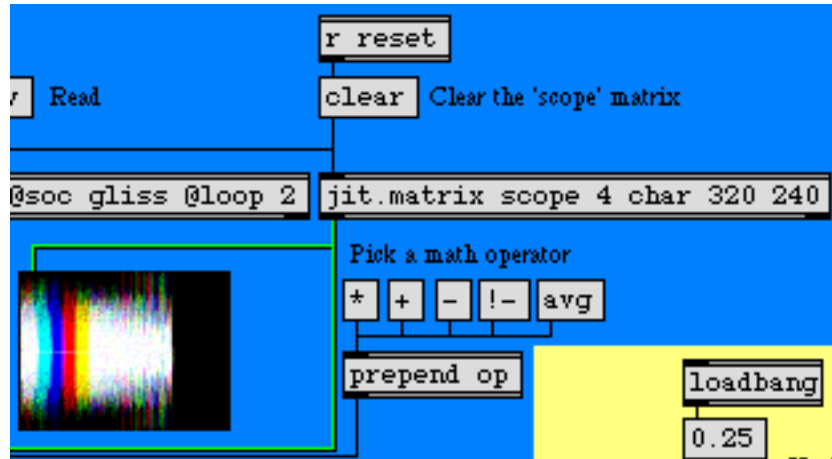 r reset
Read
clear
Clear the 'scope' matrix
@soc gliss @loop 2
jit.matrix scope 4 char 320 240
Pick a math operator
* + - !- avg
prepend op
loadbang
0.25